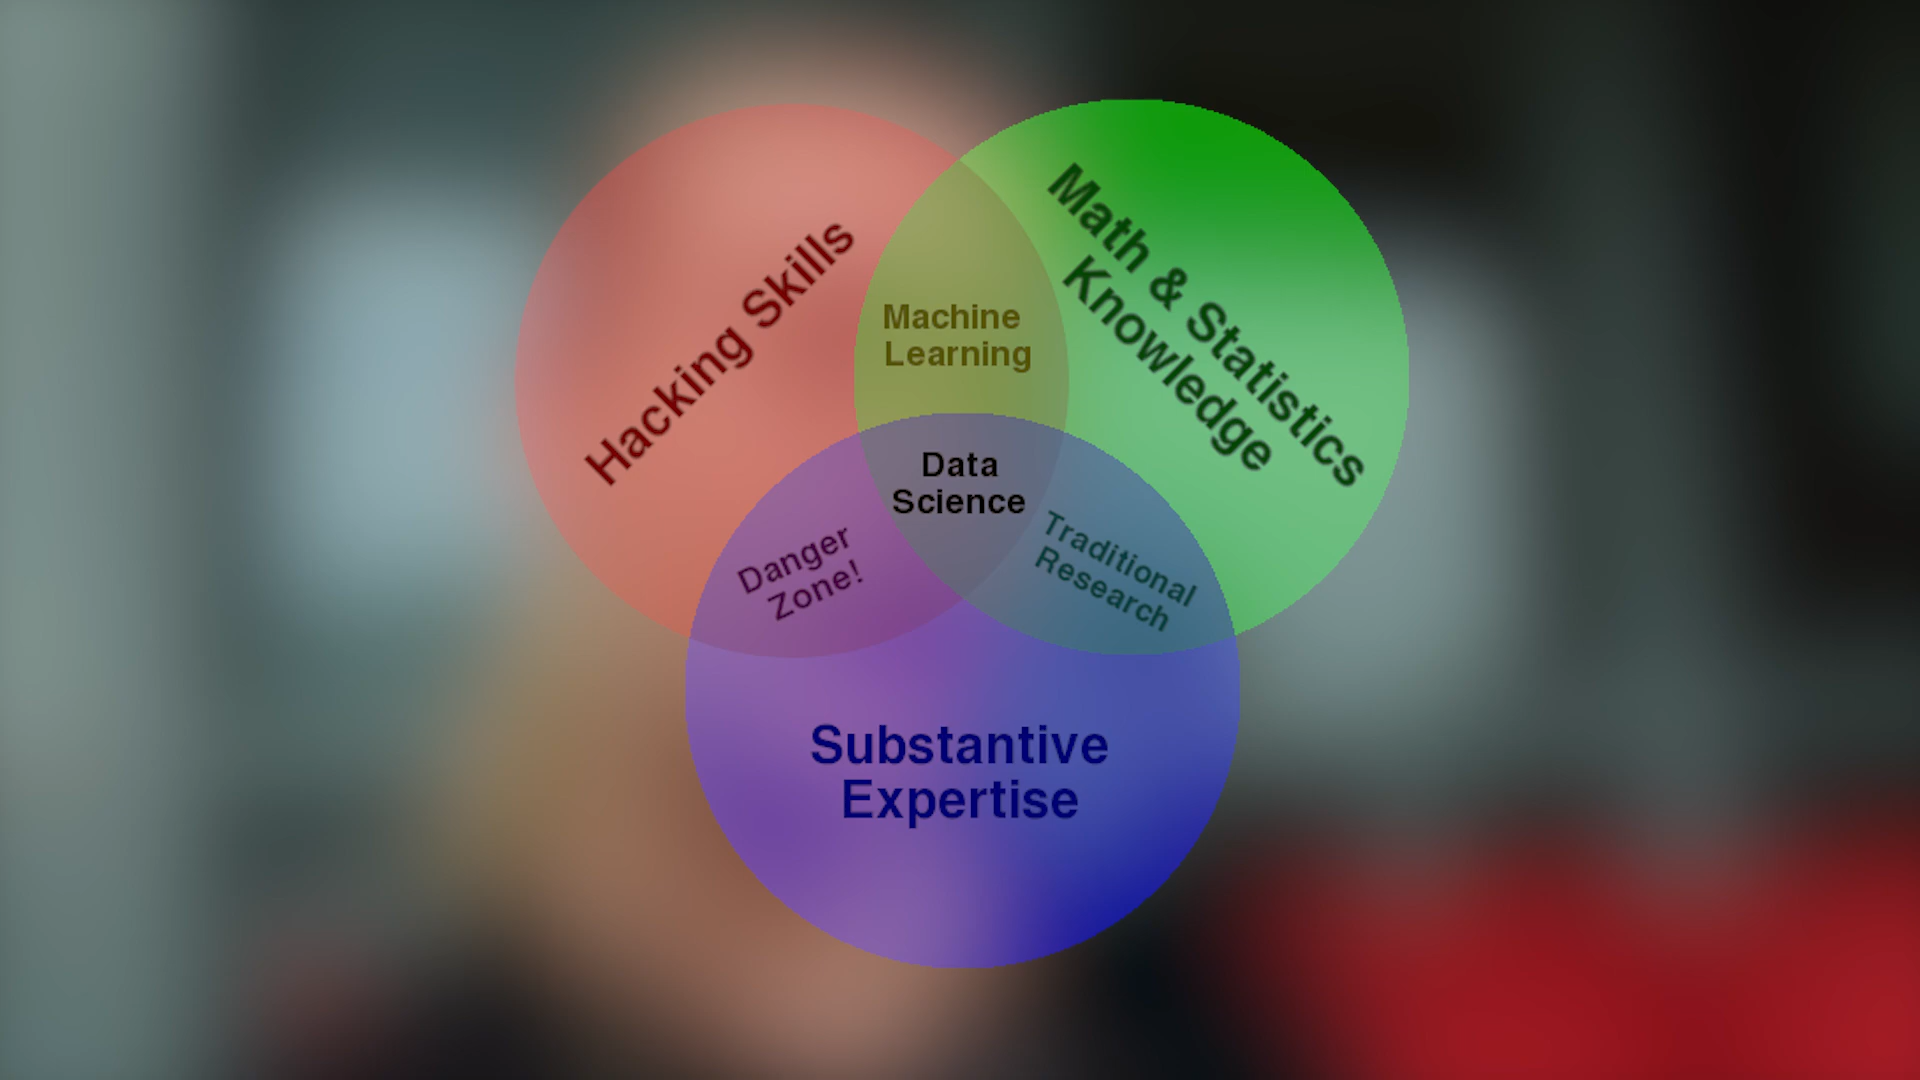 Hacking Skills
Math & Statistics
Knowledge
Machine
Learning
Data
Science
Danger
Zone!
Traditional
Research
Substantive
Expertise